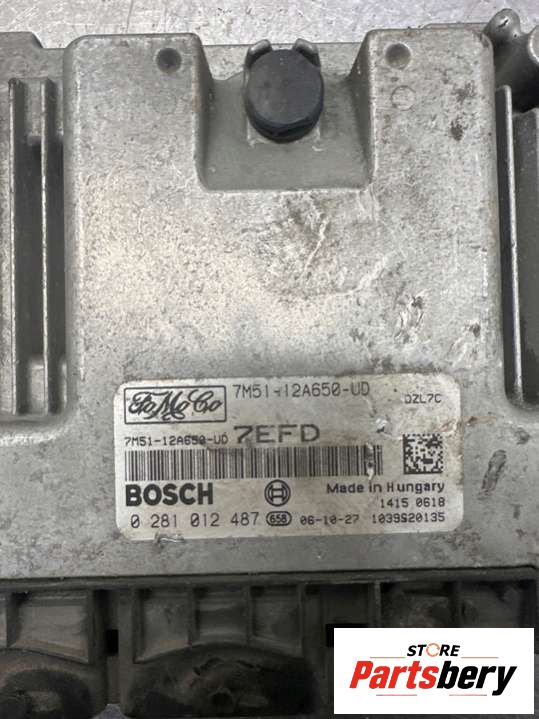 FoMoCo 7M51-12A650-UD
DZL7C
7M51-12A650-UD 7EFD
BOSCH Made in Hungary
1415 0618
0 281 012 487 658 06-10-27 1039S20135
STORE
Partsbery